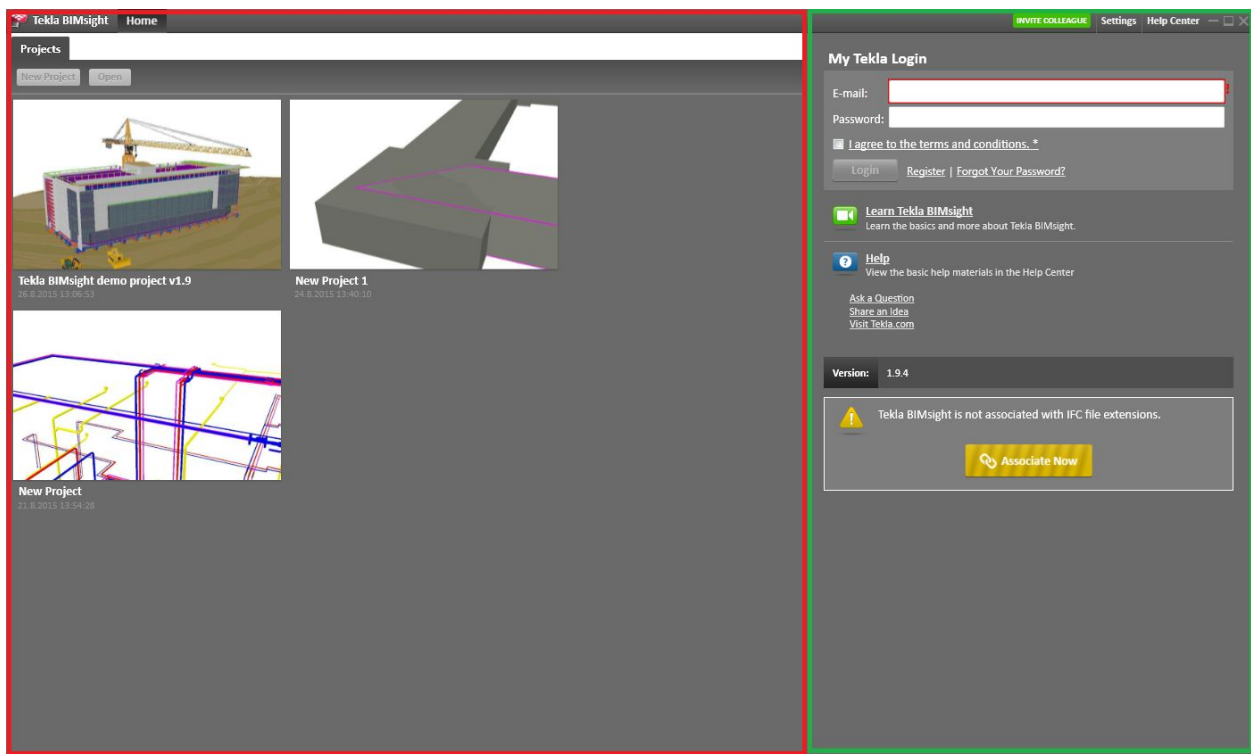 Tekla BIMsight Home
INVITE COLLEAGUE Settings Help Center
Projects
New Project Open
Tekla BIMsight demo project v1.9
26.8.2015 13:06:53
New Project 1
24.8.2015 13:40:10
New Project
21.8.2015 13:54:28
My Tekla Login
E-mail:
!
Password:
I agree to the terms and conditions. *
Login Register | Forgot Your Password?
Learn Tekla BIMsight
Learn the basics and more about Tekla BIMsight.
Help
View the basic help materials in the Help Center
Ask a Question
Share an Idea
Visit Tekla.com
Version: 1.9.4
Tekla BIMsight is not associated with IFC file extensions.
Associate Now